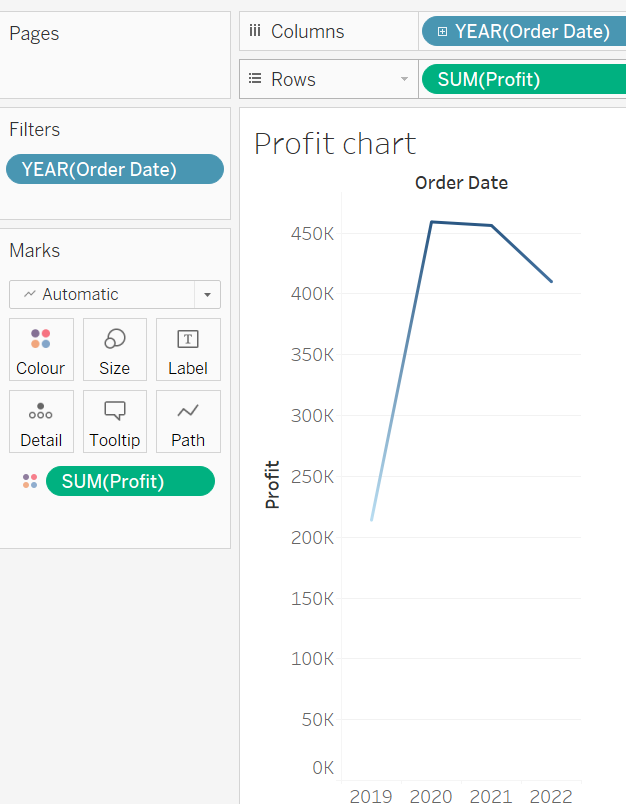 Pages
Columns
YEAR(Order Date)
Rows
SUM(Profit)
Filters
YEAR(Order Date)
Marks
Automatic
Colour
Size
Label
Detail
Tooltip
Path
SUM(Profit)
Profit chart
Order Date
450K
400K
350K
300K
250K
200K
150K
100K
50K
0K
Profit
2019 2020 2021 2022